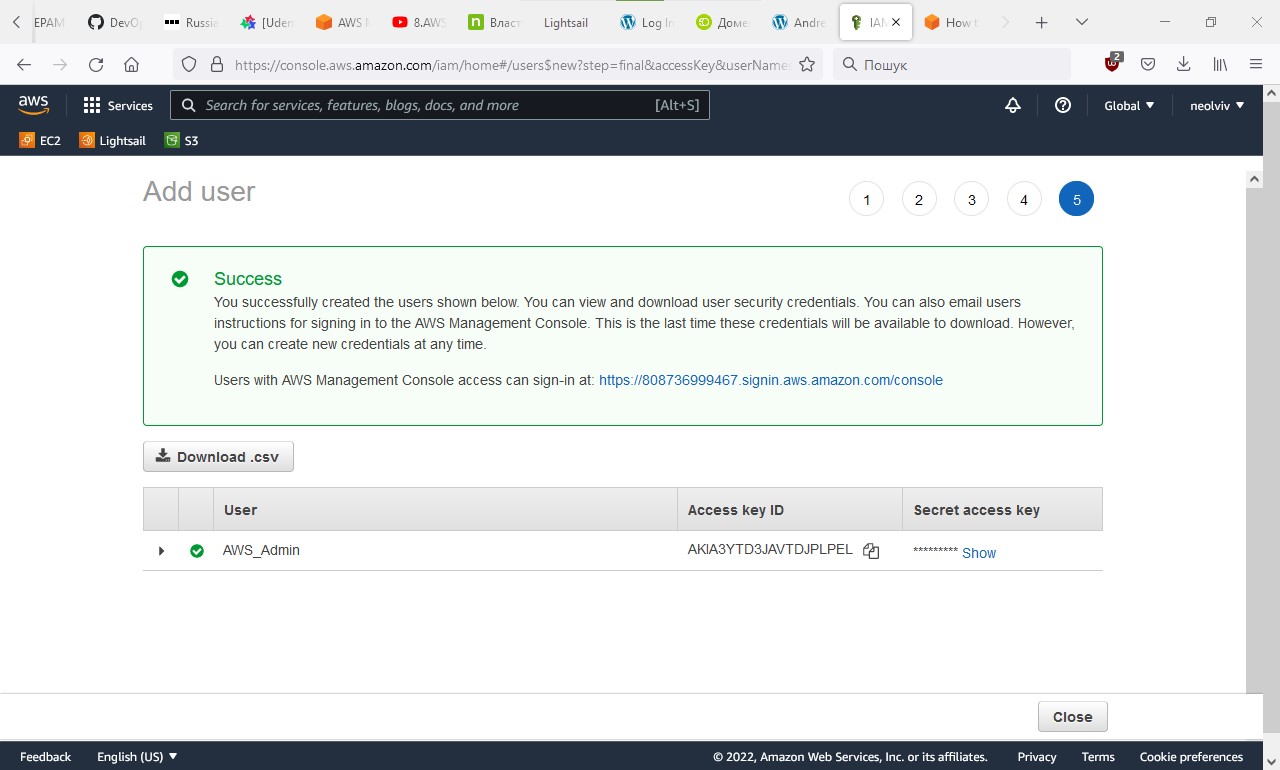 EPAM
DevOp
Russia
[Uden
AWS
8.AWS
n
Власт
Lightsail
Log In
Доме
Andre
IAM
How t
https://console.aws.amazon.com/iam/home#/users$new?step=final&accessKey&userName
Пошук
2
aws
Services
Search for services, features, blogs, docs, and more
[Alt+S]
Global
neolviv
EC2
Lightsail
S3
Add user
1 2 3 4 5
Success
You successfully created the users shown below. You can view and download user security credentials. You can also email users
instructions for signing in to the AWS Management Console. This is the last time these credentials will be available to download. However,
you can create new credentials at any time.
Users with AWS Management Console access can sign-in at: https://808736999467.signin.aws.amazon.com/console
Download .csv
User Access key ID Secret access key
AWS_Admin AKIA3YTD3JAVTDJPLPEL ********* Show
Close
Feedback English (US) © 2022, Amazon Web Services, Inc. or its affiliates. Privacy Terms Cookie preferences